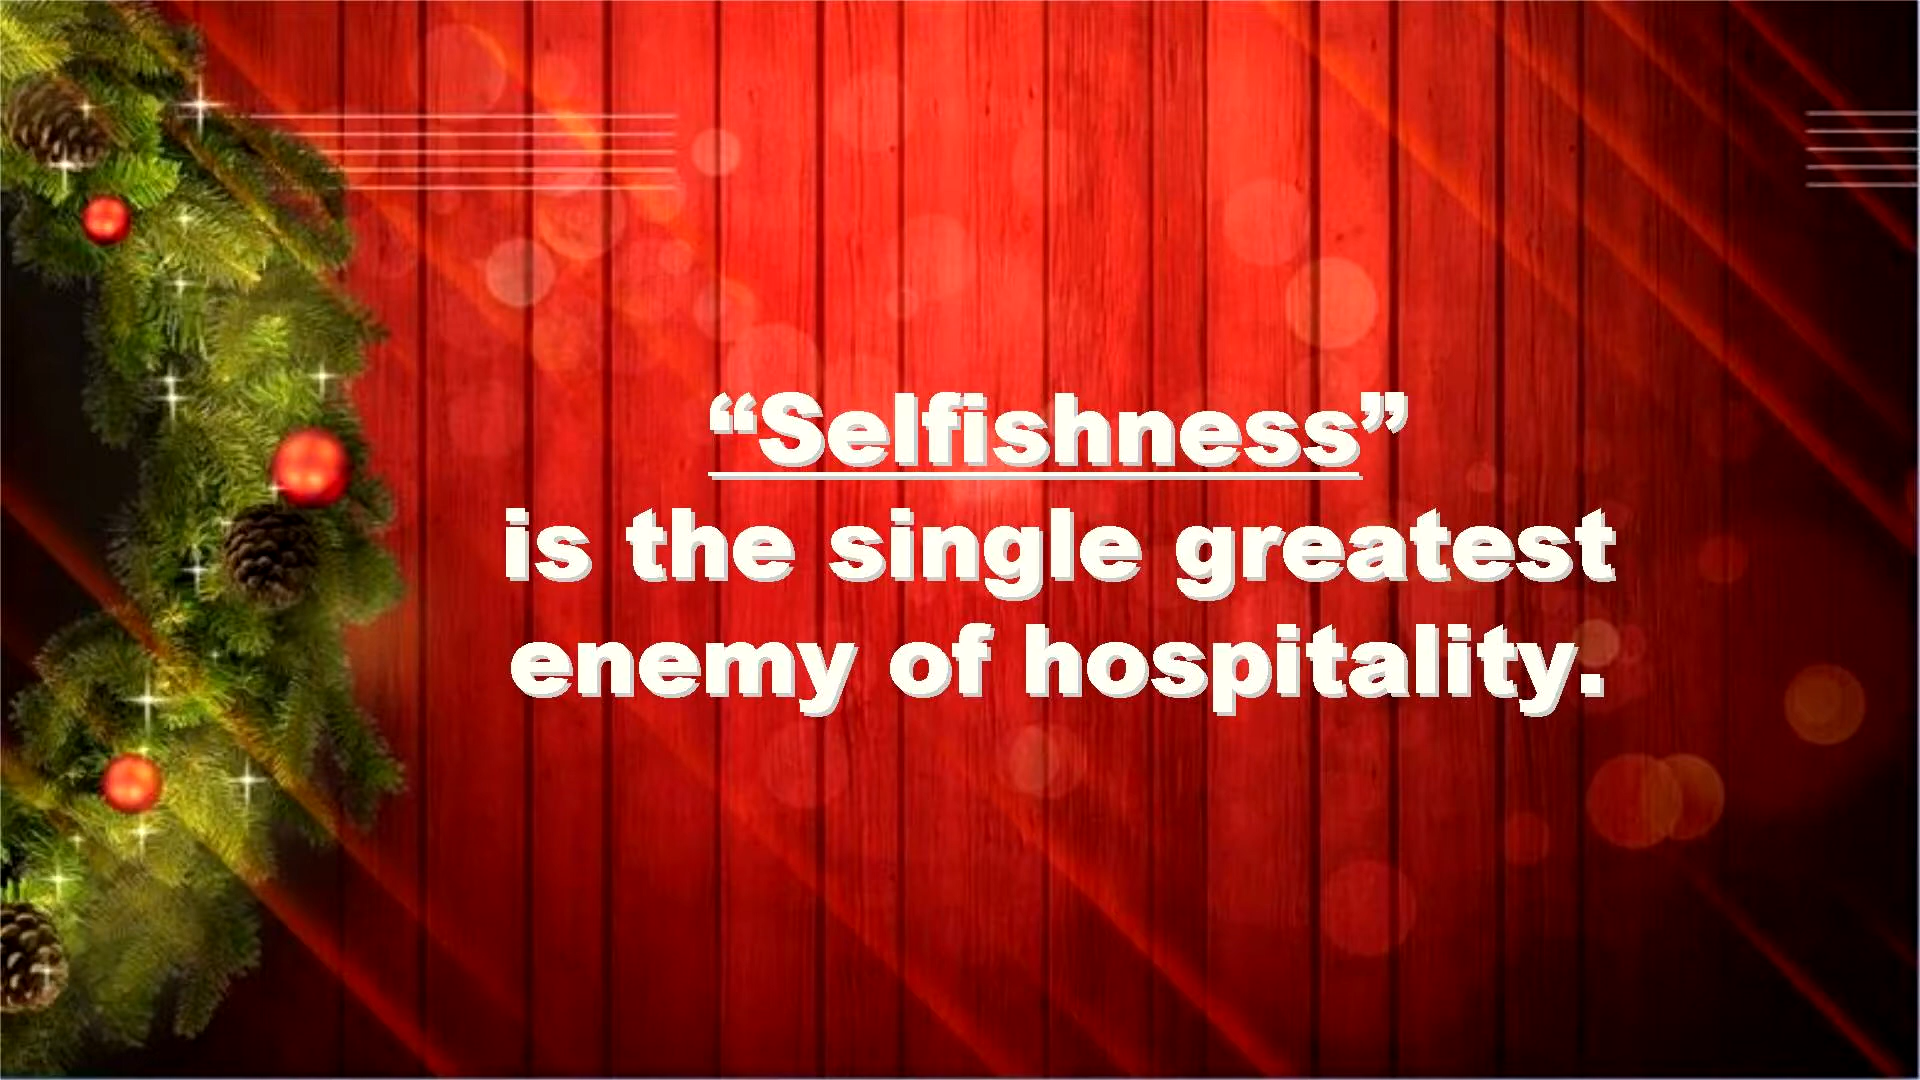 “Selfishness”
is the single greatest
enemy of hospitality.